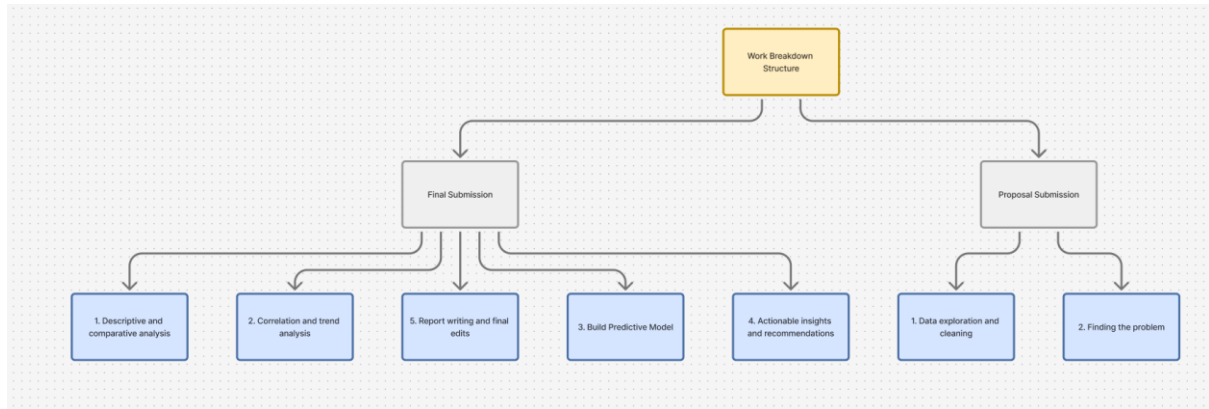 Work Breakdown
Structure
Final Submission
Proposal Submission
1. Descriptive and
comparative analysis
2. Correlation and trend
analysis
5. Report writing and final
edits
3. Build Predictive Model
4. Actionable insights
and recommendations
1. Data exploration and
cleaning
2. Finding the problem